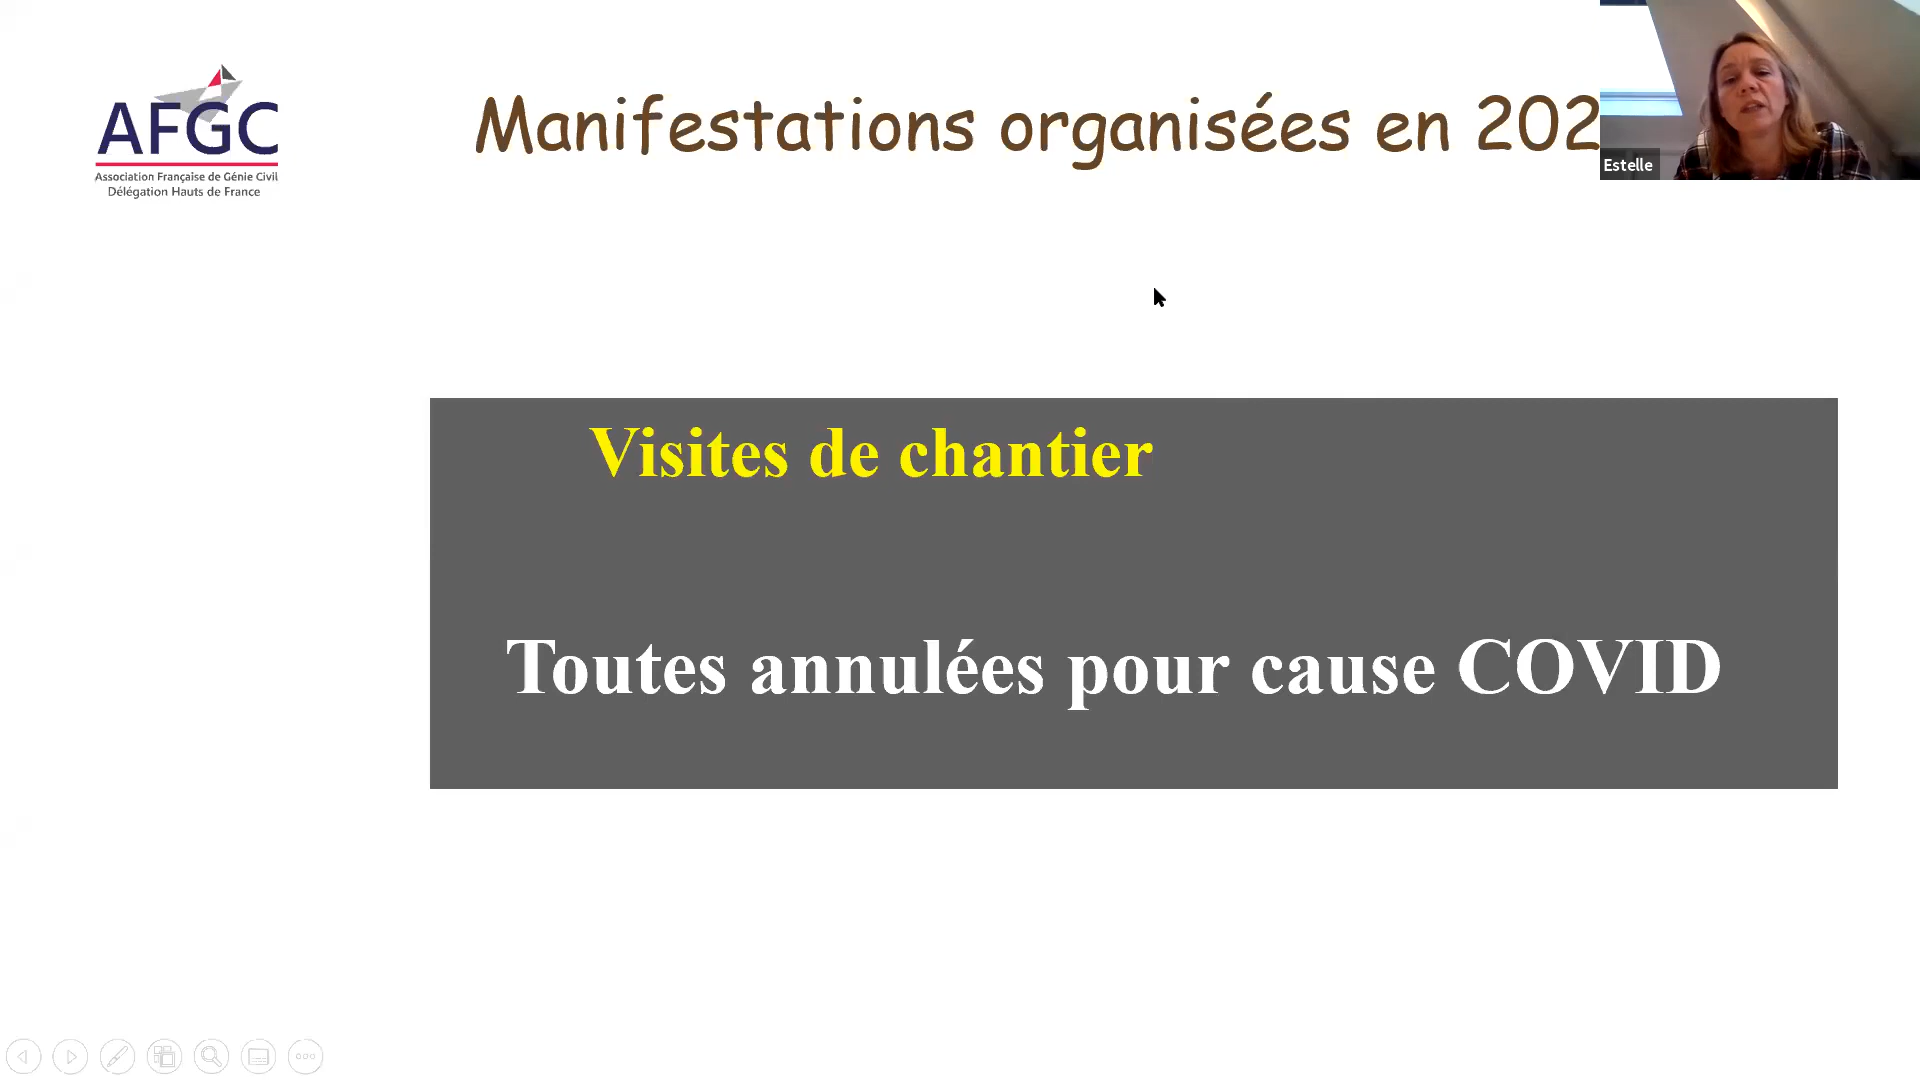 AFGC
Association Française de Génie Civil
Délégation Hauts de France
Manifestations organisées en 202
Estelle
Visites de chantier
Toutes annulées pour cause COVID